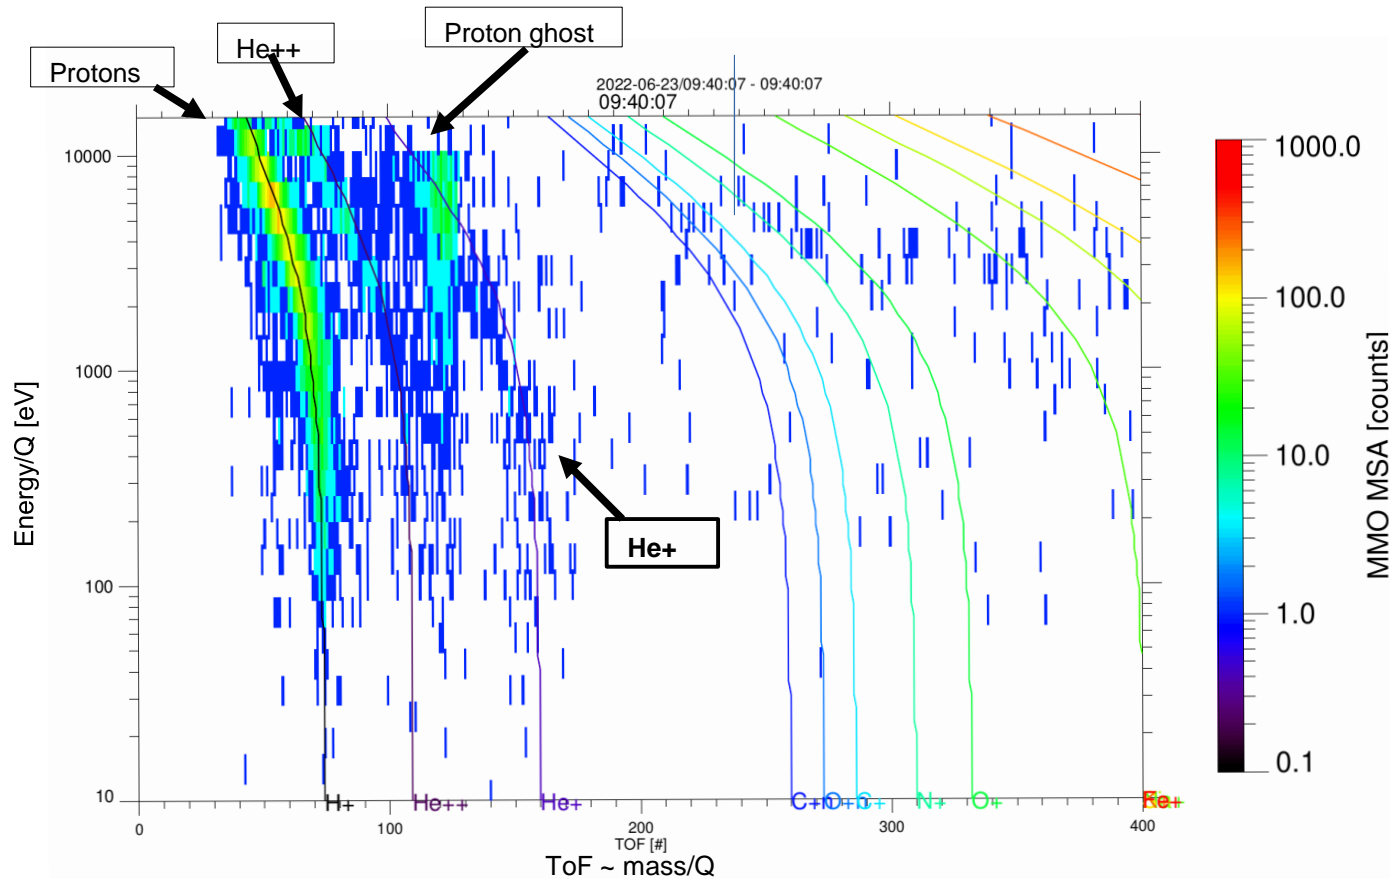 Proton ghost
He++
Protons
2022-06-23/09:40:07 - 09:40:07
09:40:07
10000
1000
100
10
Energy/Q [eV]
He+
H+
He++
He+
C+
N+
O+
0
100
200
300
400
TOF [#]
ToF ~ mass/Q
1000.0
100.0
10.0
1.0
0.1
MMO MSA [counts]